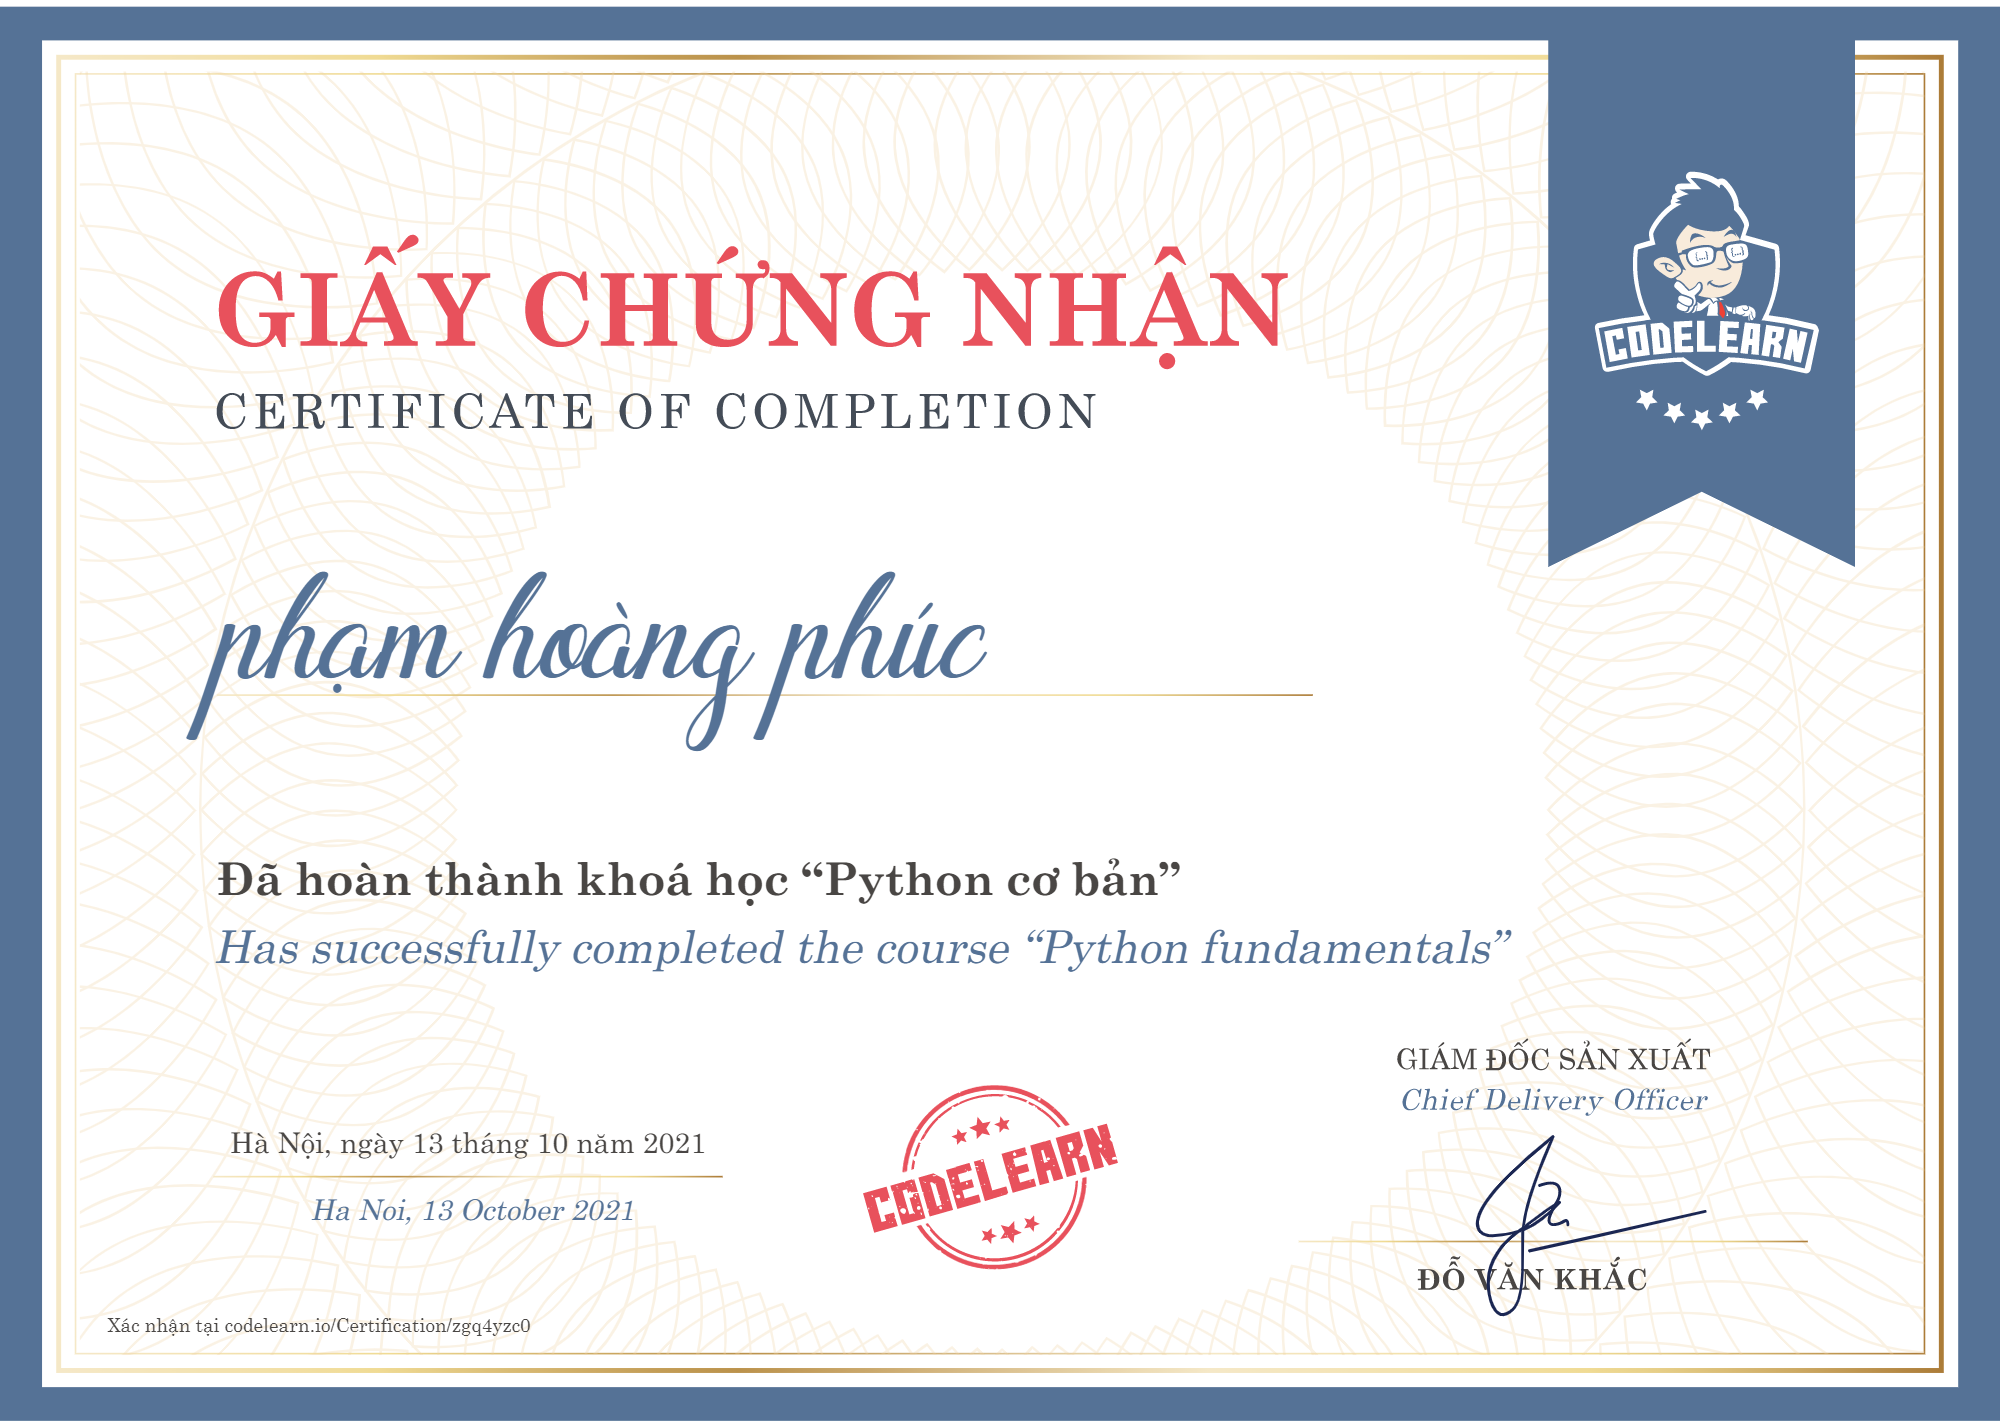 GIẤY CHỨNG NHẬN
CERTIFICATE OF COMPLETION
CODELEARN
phạm hoàng phúc
Đã hoàn thành khoá học “Python cơ bản”
Has successfully completed the course “Python fundamentals”
GIÁM ĐỐC SẢN XUẤT
Chief Delivery Officer
Hà Nội, ngày 13 tháng 10 năm 2021
Ha Noi, 13 October 2021
CODELEARN
ĐỖ VĂN KHẮC
Xác nhận tại codelearn.io/Certification/zgq4yzc0